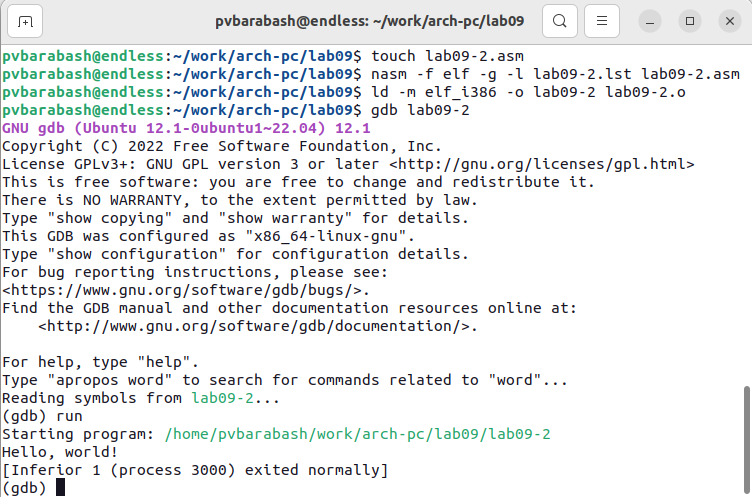 pvbarabash@endless: ~/work/arch-pc/lab09
pvbarabash@endless:~/work/arch-pc/lab09$ touch lab09-2.asm
pvbarabash@endless:~/work/arch-pc/lab09$ nasm -f elf -g -l lab09-2.lst lab09-2.asm
pvbarabash@endless:~/work/arch-pc/lab09$ ld -m elf_i386 -o lab09-2 lab09-2.o
pvbarabash@endless:~/work/arch-pc/lab09$ gdb lab09-2
GNU gdb (Ubuntu 12.1-0ubuntu1~22.04) 12.1
Copyright (C) 2022 Free Software Foundation, Inc.
License GPLv3+: GNU GPL version 3 or later <http://gnu.org/licenses/gpl.html>
This is free software: you are free to change and redistribute it.
There is NO WARRANTY, to the extent permitted by law.
Type "show copying" and "show warranty" for details.
This GDB was configured as "x86_64-linux-gnu".
Type "show configuration" for configuration details.
For bug reporting instructions, please see:
<https://www.gnu.org/software/gdb/bugs/>.
Find the GDB manual and other documentation resources online at:
    <http://www.gnu.org/software/gdb/documentation/>.

For help, type "help".
Type "apropos word" to search for commands related to "word"...
Reading symbols from lab09-2...
(gdb) run
Starting program: /home/pvbarabash/work/arch-pc/lab09/lab09-2
Hello, world!
[Inferior 1 (process 3000) exited normally]
(gdb)